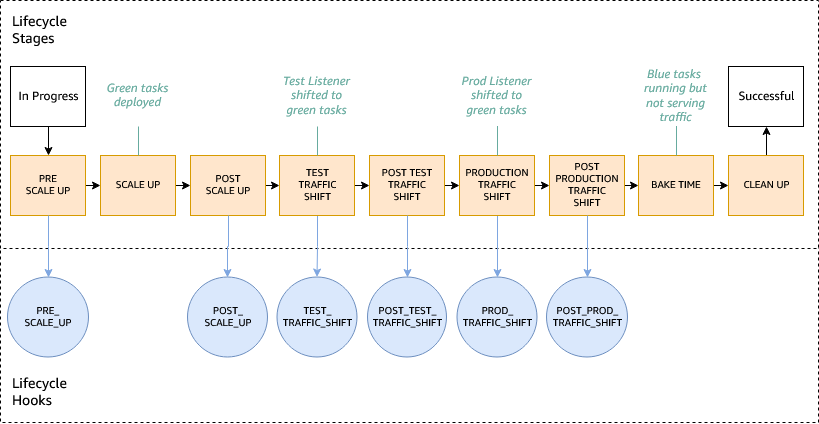 Lifecycle
Stages
In Progress
Green tasks
deployed
Test Listener
shifted to
green tasks
Prod Listener
shifted to
green tasks
Blue tasks
running but
not serving
traffic
Successful
PRE
SCALE UP
SCALE UP
POST
SCALE UP
TEST
TRAFFIC
SHIFT
POST TEST
TRAFFIC
SHIFT
PRODUCTION
TRAFFIC
SHIFT
POST
PRODUCTION
TRAFFIC
SHIFT
BAKE TIME
CLEAN UP
PRE_
SCALE_UP
POST_
SCALE_UP
TEST_
TRAFFIC_SHIFT
POST_TEST_
TRAFFIC_SHIFT
PROD_
TRAFFIC_SHIFT
POST_PROD_
TRAFFIC_SHIFT
Lifecycle
Hooks